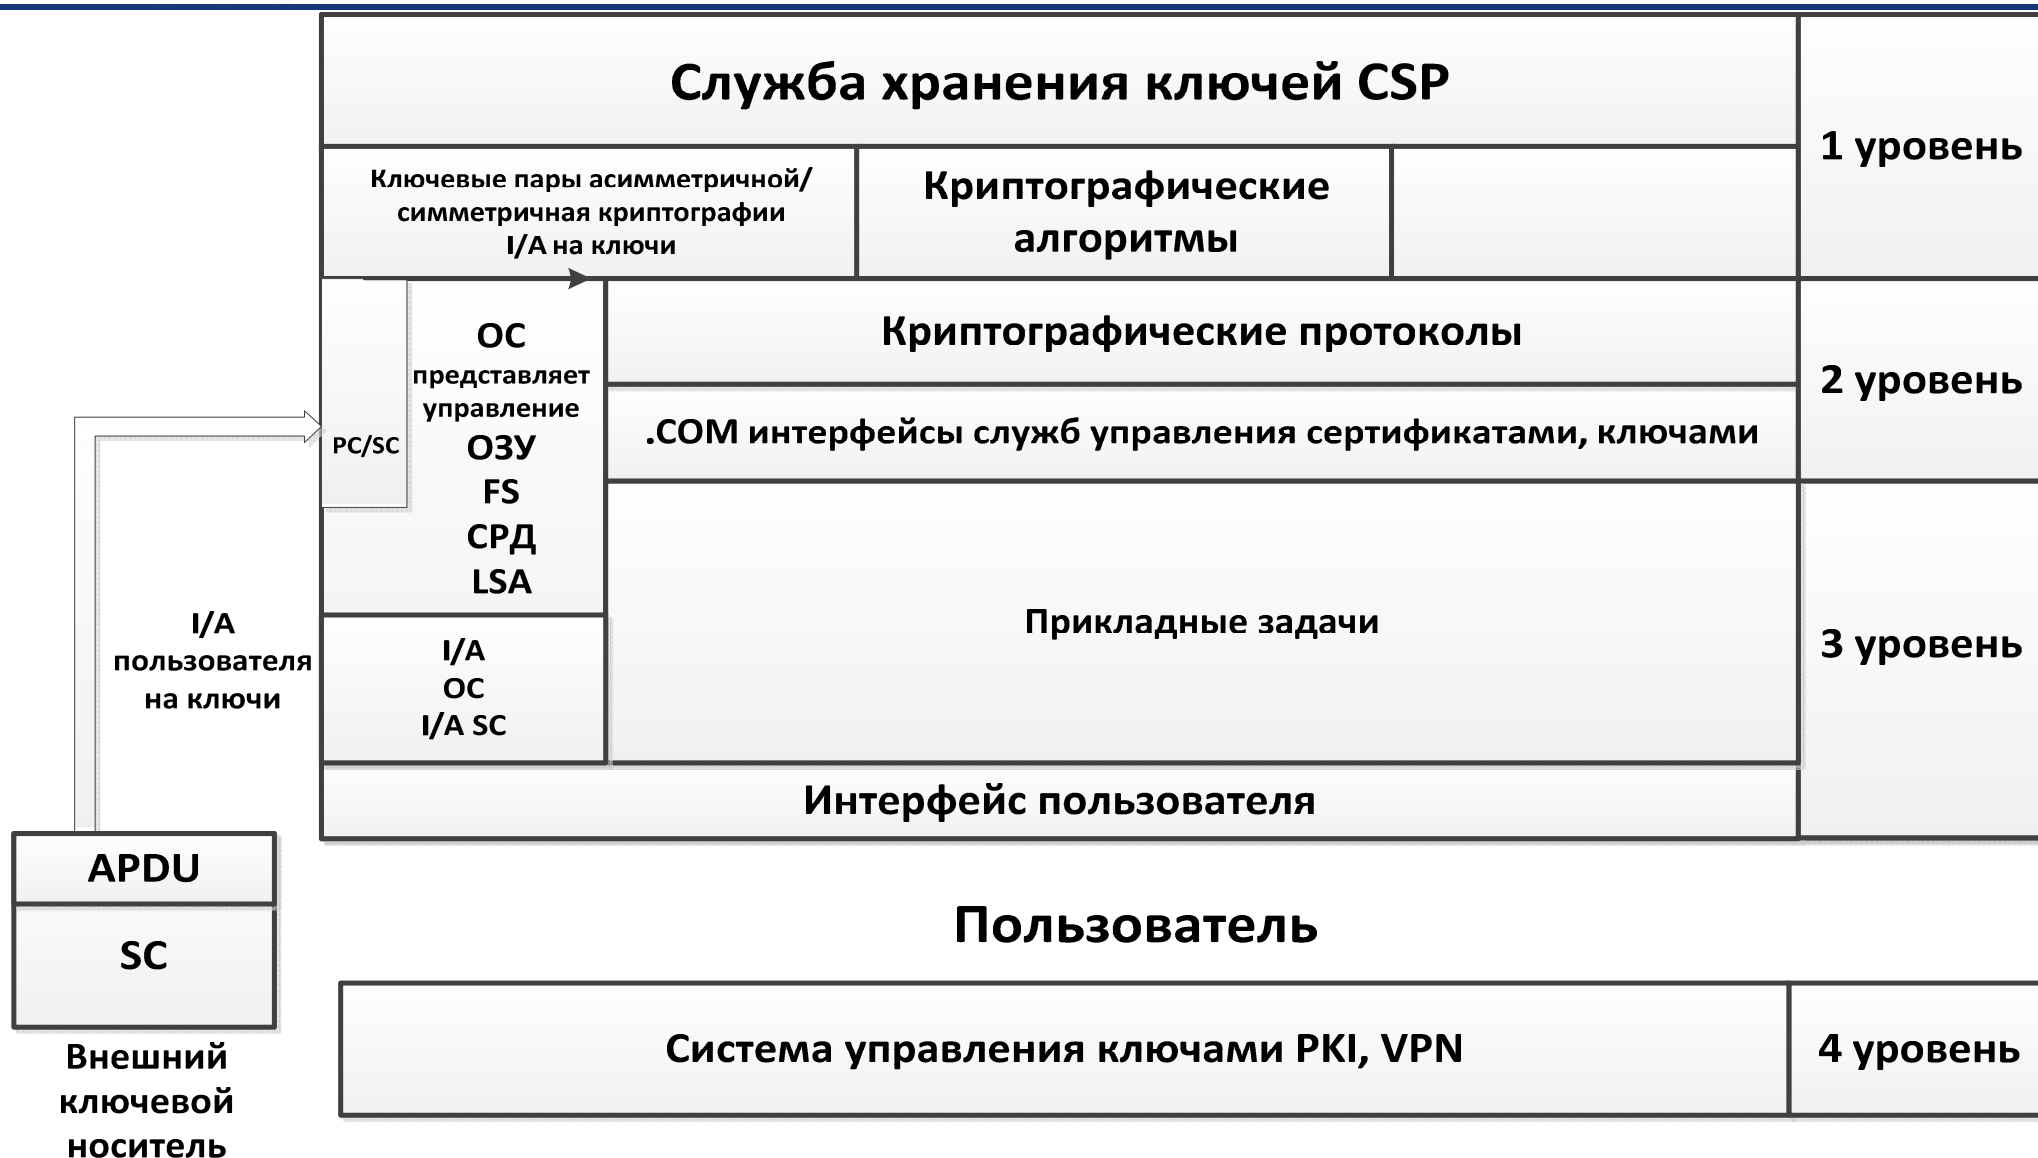 Служба хранения ключей CSP
1 уровень
Ключевые пары асимметричной/
симметричная криптографии
I/A на ключи
Криптографические
алгоритмы
PC/SC
ОС
представляет
управление
ОЗУ
FS
СРД
LSA
Криптографические протоколы
.COM интерфейсы служб управления сертификатами, ключами
2 уровень
I/A
пользователя
на ключи
I/A
ОС
I/A SC
Прикладные задачи
3 уровень
Интерфейс пользователя
APDU
SC
Внешний
ключевой
носитель
Пользователь
Система управления ключами PKI, VPN
4 уровень